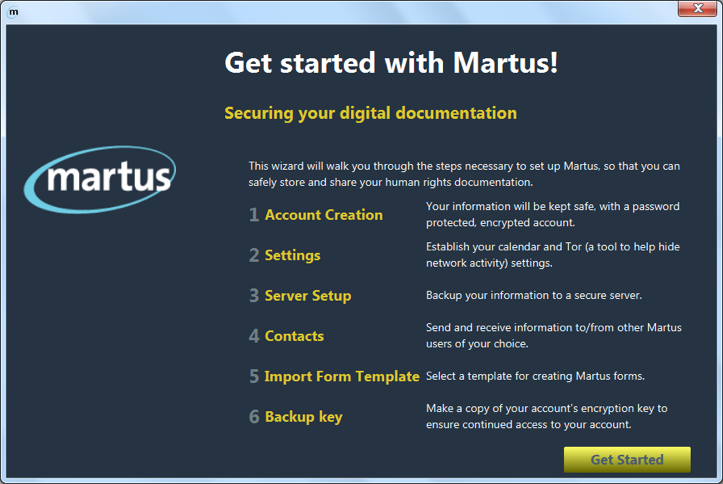 m
Get started with Martus!
Securing your digital documentation
martus
This wizard will walk you through the steps necessary to set up Martus, so that you can
safely store and share your human rights documentation.
1 Account Creation
Your information will be kept safe, with a password
protected, encrypted account.
2 Settings
Establish your calendar and Tor (a tool to help hide
network activity) settings.
3 Server Setup
Backup your information to a secure server.
4 Contacts
Send and receive information to/from other Martus
users of your choice.
5 Import Form Template
Select a template for creating Martus forms.
6 Backup key
Make a copy of your account's encryption key to
ensure continued access to your account.
Get Started